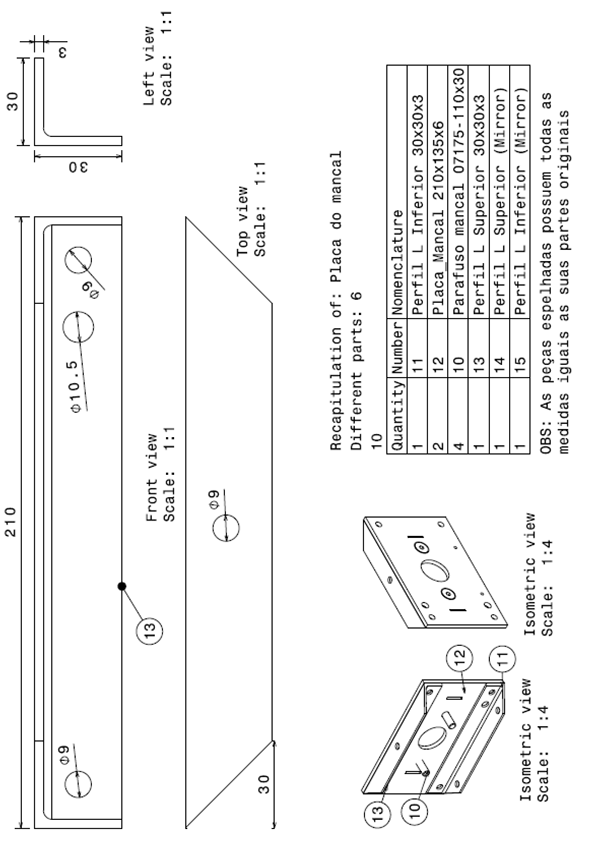 30
3
30
Left view
Scale: 1:1
210
Φ9
Φ10.5
Φ9
13
Front view
Scale: 1:1
Φ9
30
Top view
Scale: 1:1
Recapitulation of: Placa do mancal
Different parts: 6
10
Quantity Number Nomenclature
1 11 Perfil L Inferior 30x30x3
2 12 Placa_Mancal 210x135x6
4 10 Parafuso mancal 07175-110x30
1 13 Perfil L Superior 30x30x3
1 14 Perfil L Superior (Mirror)
1 15 Perfil L Inferior (Mirror)
OBS: As peças espelhadas possuem todas as
medidas iguais as suas partes originais
13
10
12
11
Isometric view
Scale: 1:4
Isometric view
Scale: 1:4